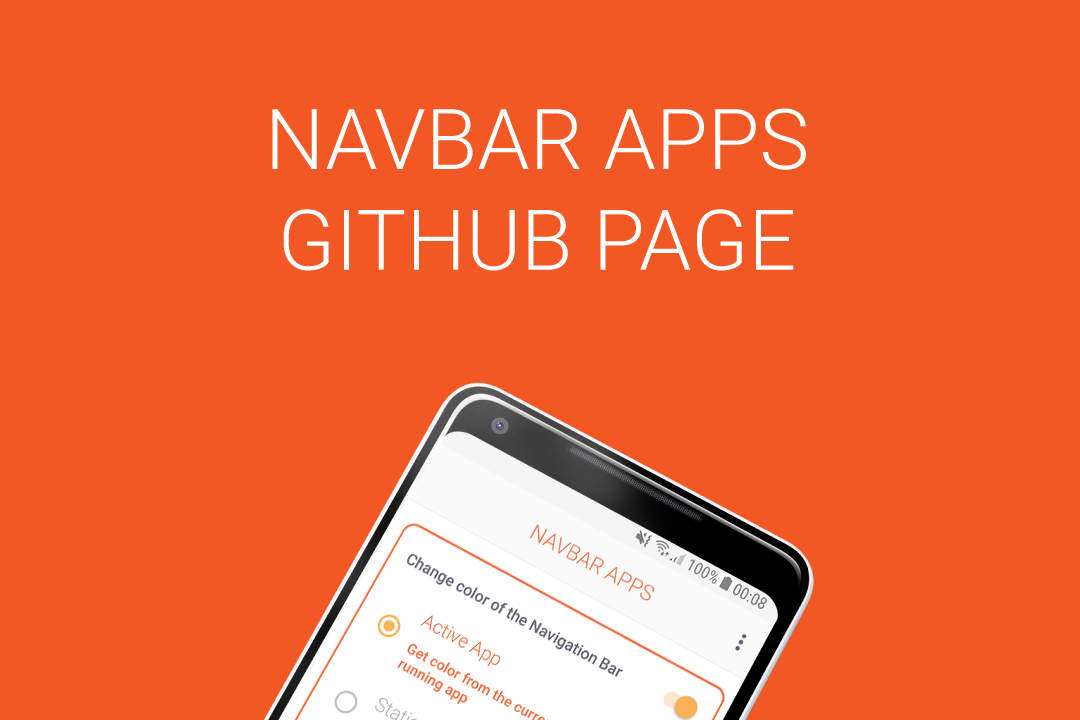 NAVBAR APPS
GITHUB PAGE
100% 00:08
NAVBAR APPS
Change color of the Navigation Bar
Active App
Get color from the
running app